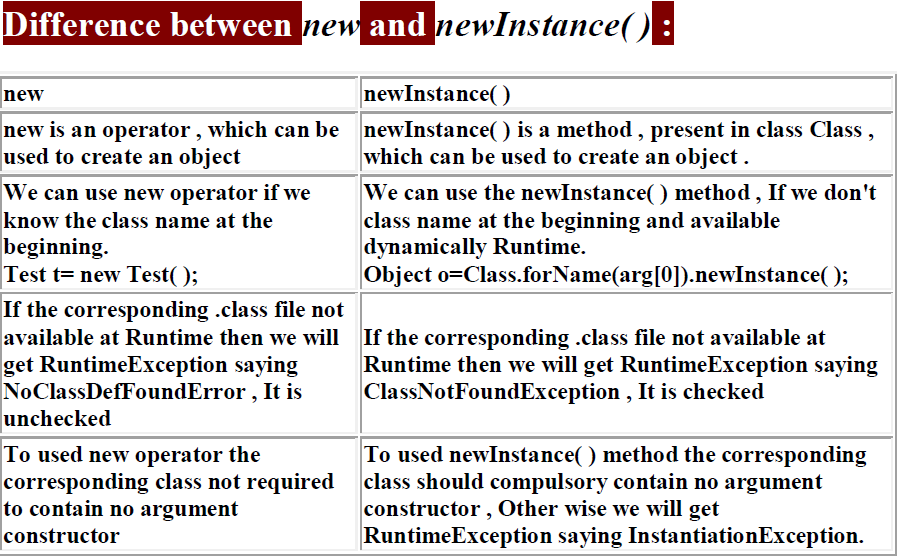 Difference between new and newInstance( ) :
new
newInstance( )
new is an operator , which can be
used to create an object
newInstance( ) is a method , present in class Class ,
which can be used to create an object .
We can use new operator if we
know the class name at the
beginning.
Test t= new Test( );
We can use the newInstance( ) method , If we don't
class name at the beginning and available
dynamically Runtime.
Object o=Class.forName(arg[0]).newInstance( );
If the corresponding .class file not
available at Runtime then we will
get RuntimeException saying
NoClassDefFoundError , It is
unchecked
If the corresponding .class file not available at
Runtime then we will get RuntimeException saying
ClassNotFoundException , It is checked
To used new operator the
corresponding class not required
to contain no argument
constructor
To used newInstance( ) method the corresponding
class should compulsory contain no argument
constructor , Other wise we will get
RuntimeException saying InstantiationException.